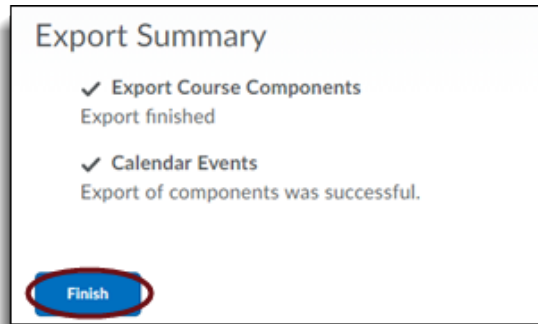 Export Summary
✓ Export Course Components
Export finished
✓ Calendar Events
Export of components was successful.
Finish